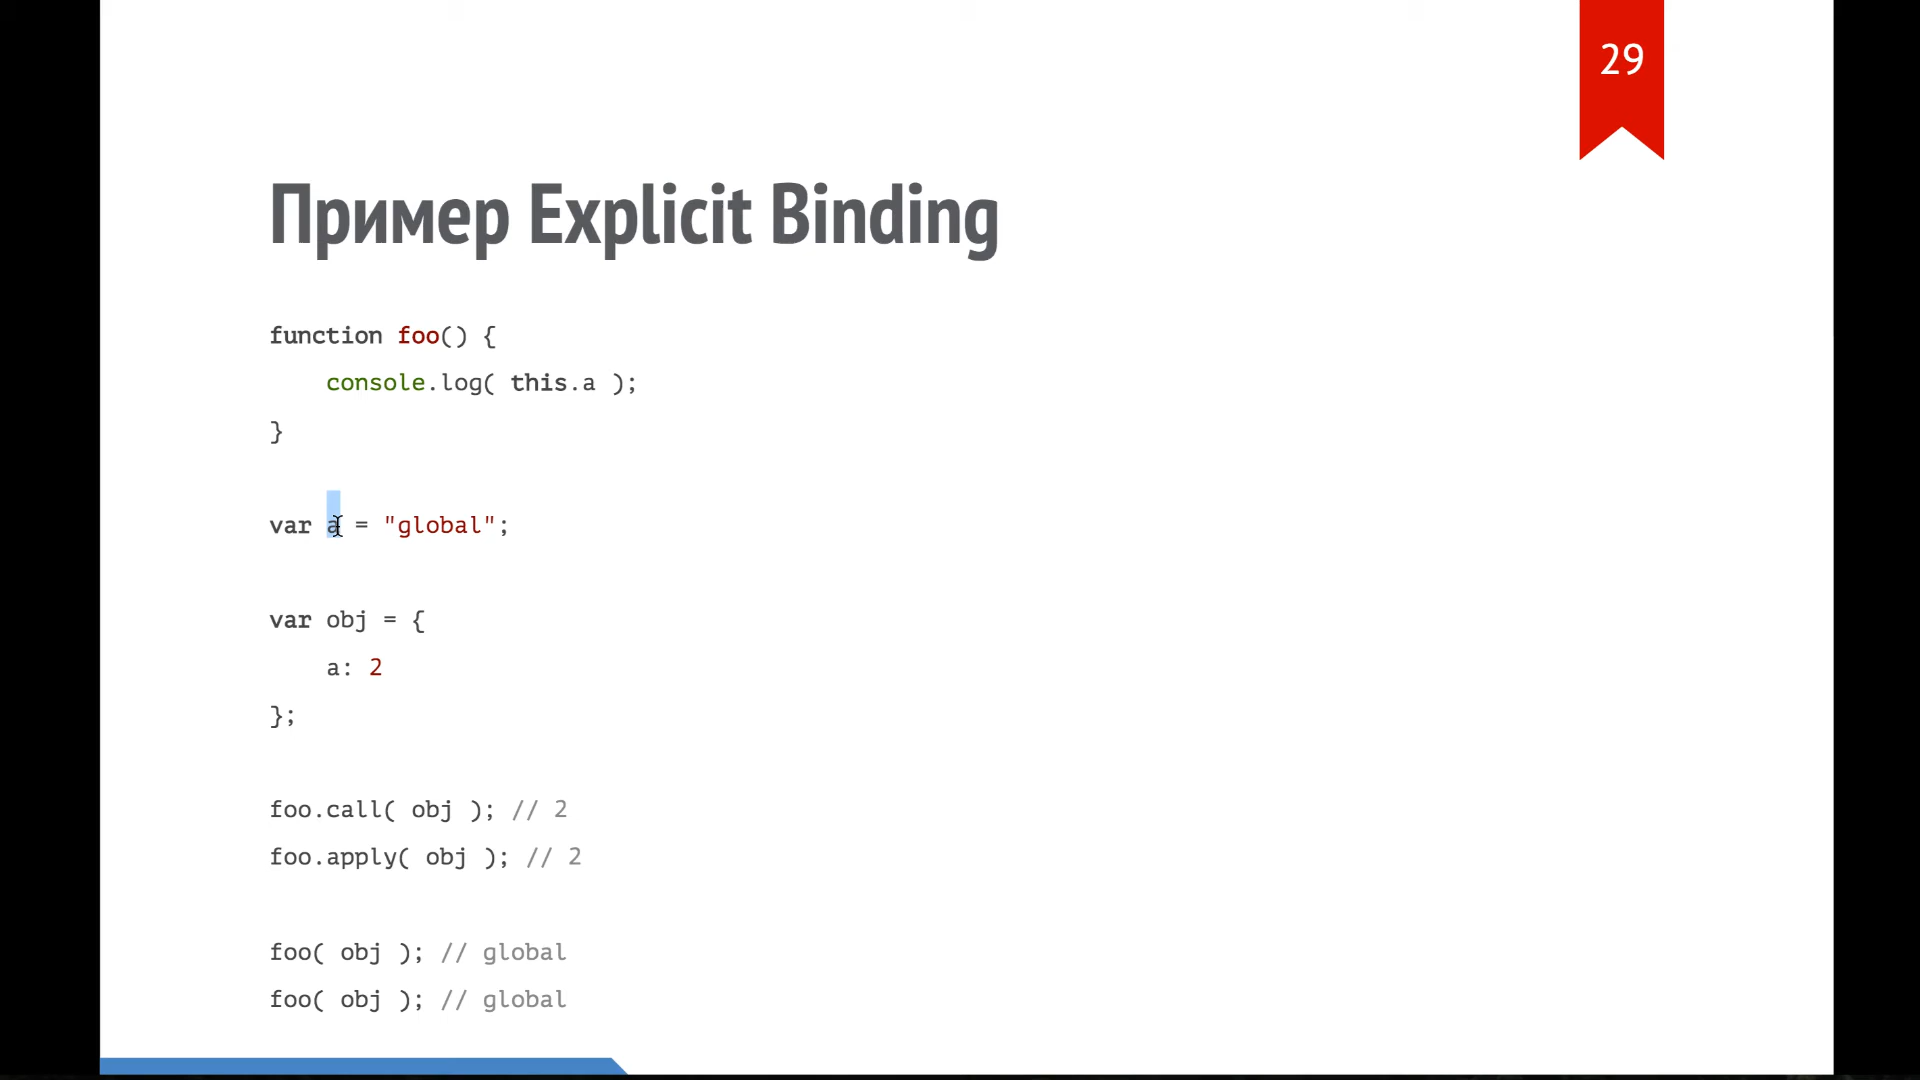 29
Пример Explicit Binding
function foo() {
    console.log( this.a );
}
var a = "global";
var obj = {
    a: 2
};
foo.call( obj ); // 2
foo.apply( obj ); // 2
foo( obj ); // global
foo( obj ); // global